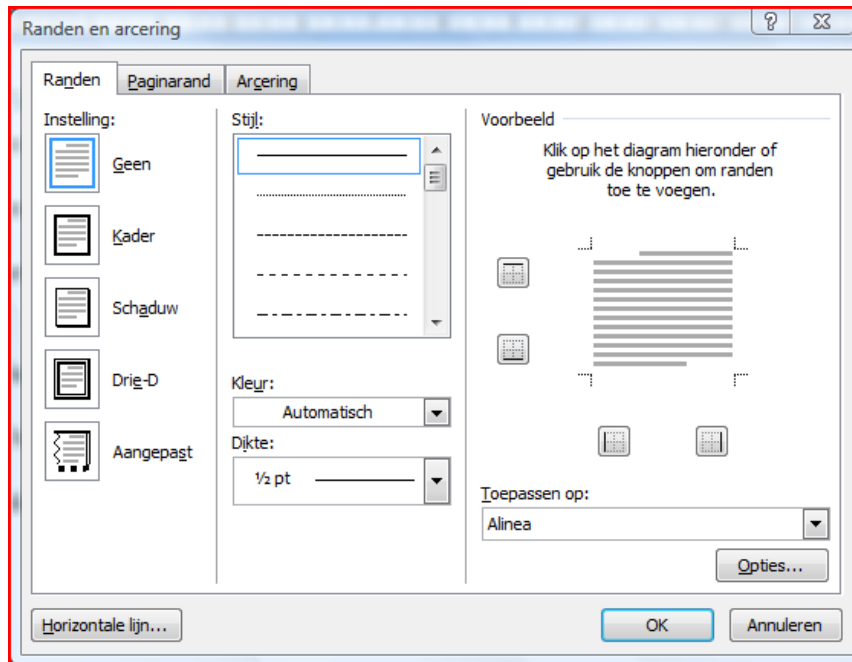 Randen en arcering
Randen
Paginarand
Arcering
Instelling:
Geen
Kader
Schaduw
Drie-D
Aangepast
Stijl:
Kleur:
Automatisch
Dikte:
½ pt
Voorbeeld
Klik op het diagram hieronder of
gebruik de knoppen om randen
toe te voegen.
Toepassen op:
Alinea
Opties...
Horizontale lijn...
OK
Annuleren